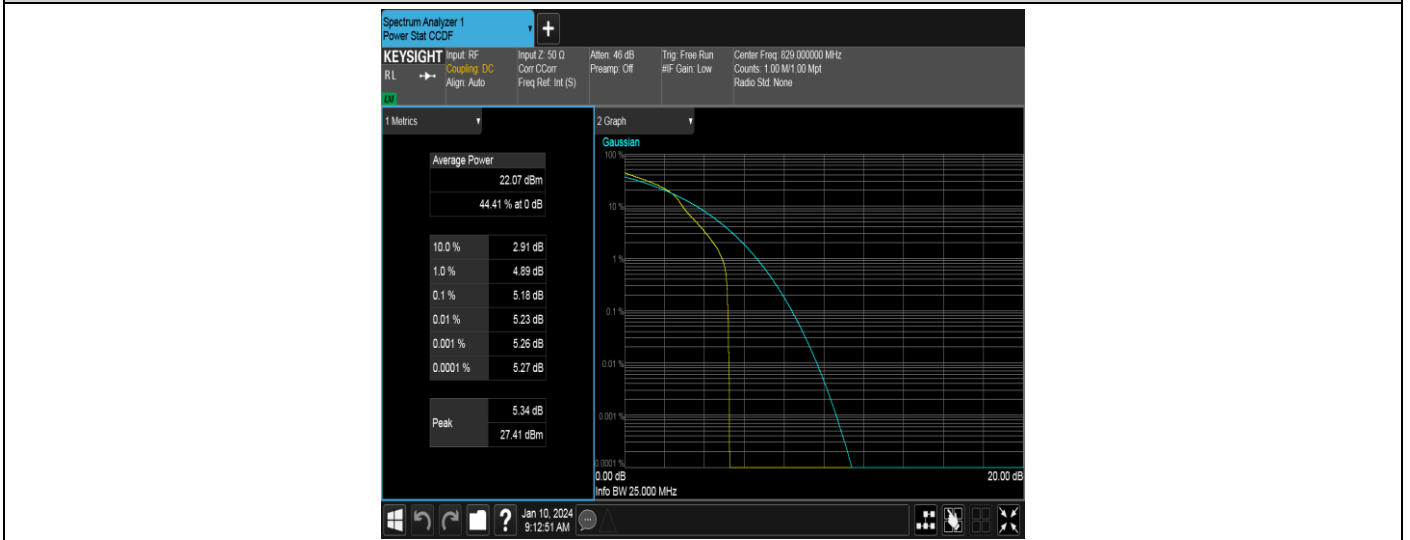 Spectrum Analyzer 1
Power Stat CCDF
+
KEYSIGHT
RL
LXI
Input: RF
Coupling: DC
Align: Auto
Input Z: 50 Ω
Corr CCorr
Freq Ref: Int (S)
Atten: 46 dB
Preamp: Off
Trig: Free Run
#IF Gain: Low
Center Freq: 829.000000 MHz
Counts: 1.00 M/1.00 Mpt
Radio Std: None
1 Metrics
Average Power
22.07 dBm
44.41 % at 0 dB
10.0 % 2.91 dB
1.0 % 4.89 dB
0.1 % 5.18 dB
0.01 % 5.23 dB
0.001 % 5.26 dB
0.0001 % 5.27 dB
Peak 5.34 dB
27.41 dBm
2 Graph
Gaussian
100 %
10 %
1 %
0.1 %
0.01 %
0.001 %
0.0001 %
0.00 dB 20.00 dB
Info BW 25.000 MHz
?
Jan 10, 2024
9:12:51 AM